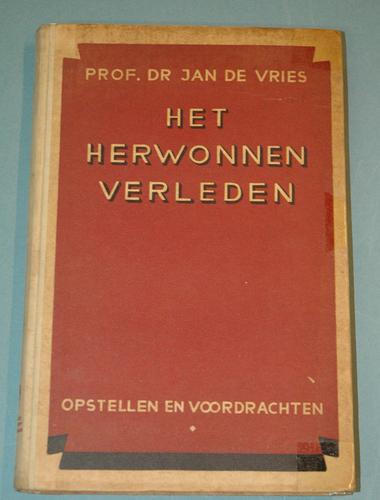 PROF. DR JAN DE VRIES
HET
HERWONNEN
VERLEDEN
OPSTELLEN EN VOORDRACHTEN